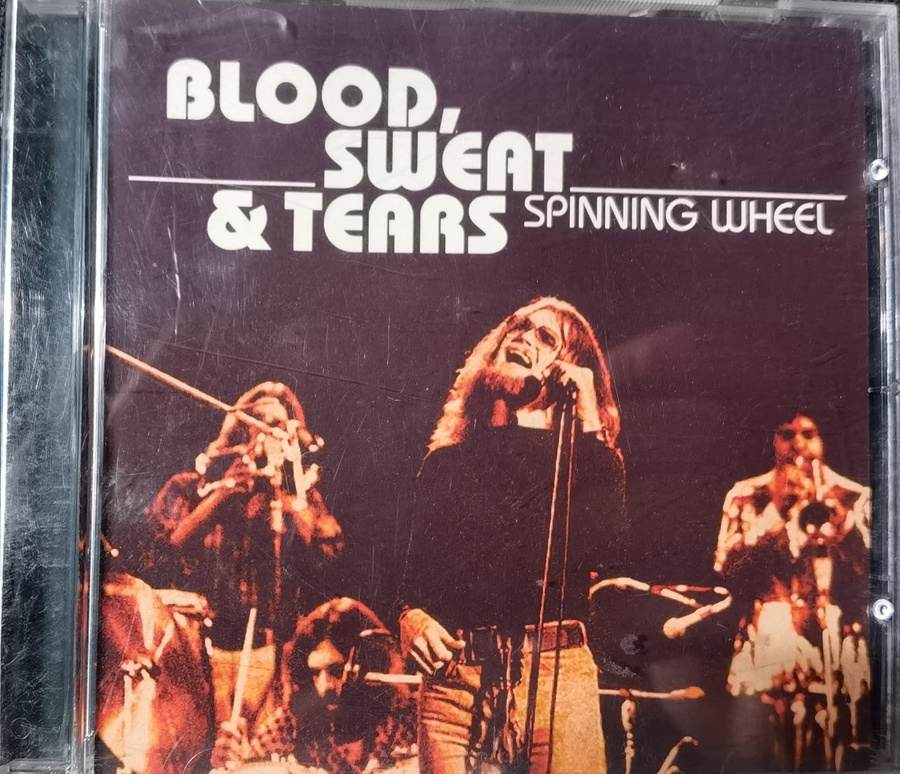 BLOOD,
SWEAT
& TEARS
SPINNING WHEEL